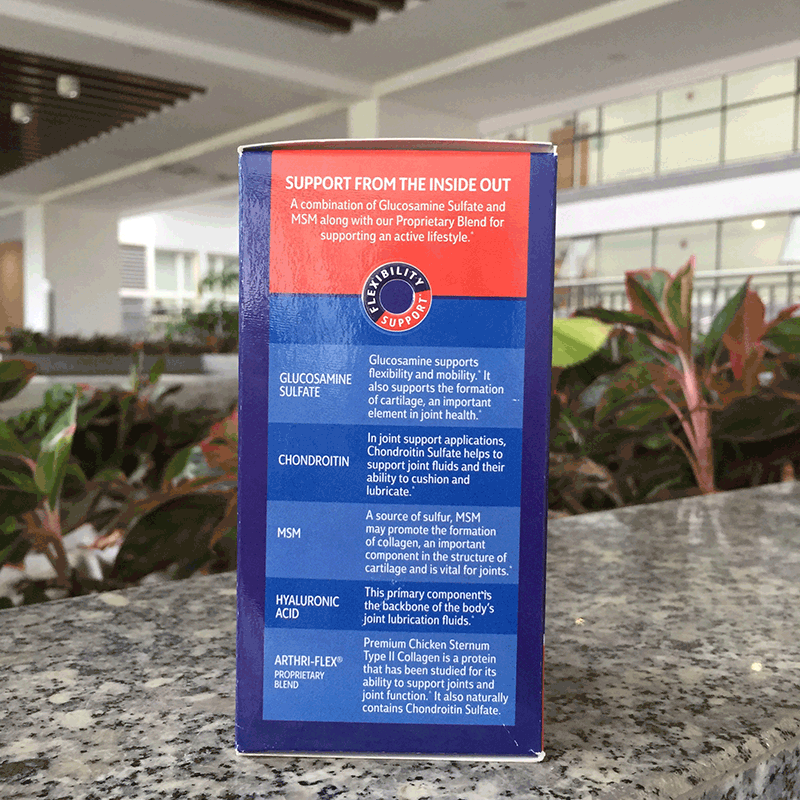 SUPPORT FROM THE INSIDE OUT
A combination of Glucosamine Sulfate and
MSM along with our Proprietary Blend for
supporting an active lifestyle.*
FLEXIBILITY
SUPPORT
GLUCOSAMINE
SULFATE
Glucosamine supports
flexibility and mobility.* It
also supports the formation
of cartilage, an important
element in joint health.*
CHONDROITIN
In joint support applications,
Chondroitin Sulfate helps to
support joint fluids and their
ability to cushion and
lubricate.*
MSM
A source of sulfur, MSM
may promote the formation
of collagen, an important
component in the structure of
cartilage and is vital for joints.*
HYALURONIC
ACID
This primary component is
the backbone of the body's
joint lubrication fluids.*
ARTHRI-FLEX®
PROPRIETARY
BLEND
Premium Chicken Sternum
Type II Collagen is a protein
that has been studied for its
ability to support joints and
joint function.* It also naturally
contains Chondroitin Sulfate.